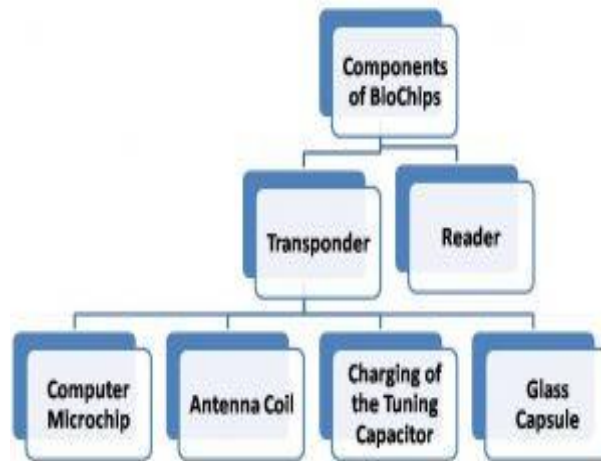 Components
of BioChips
Transponder
Reader
Computer
Microchip
Antenna Coil
Charging of
the Tuning
Capacitor
Glass
Capsule